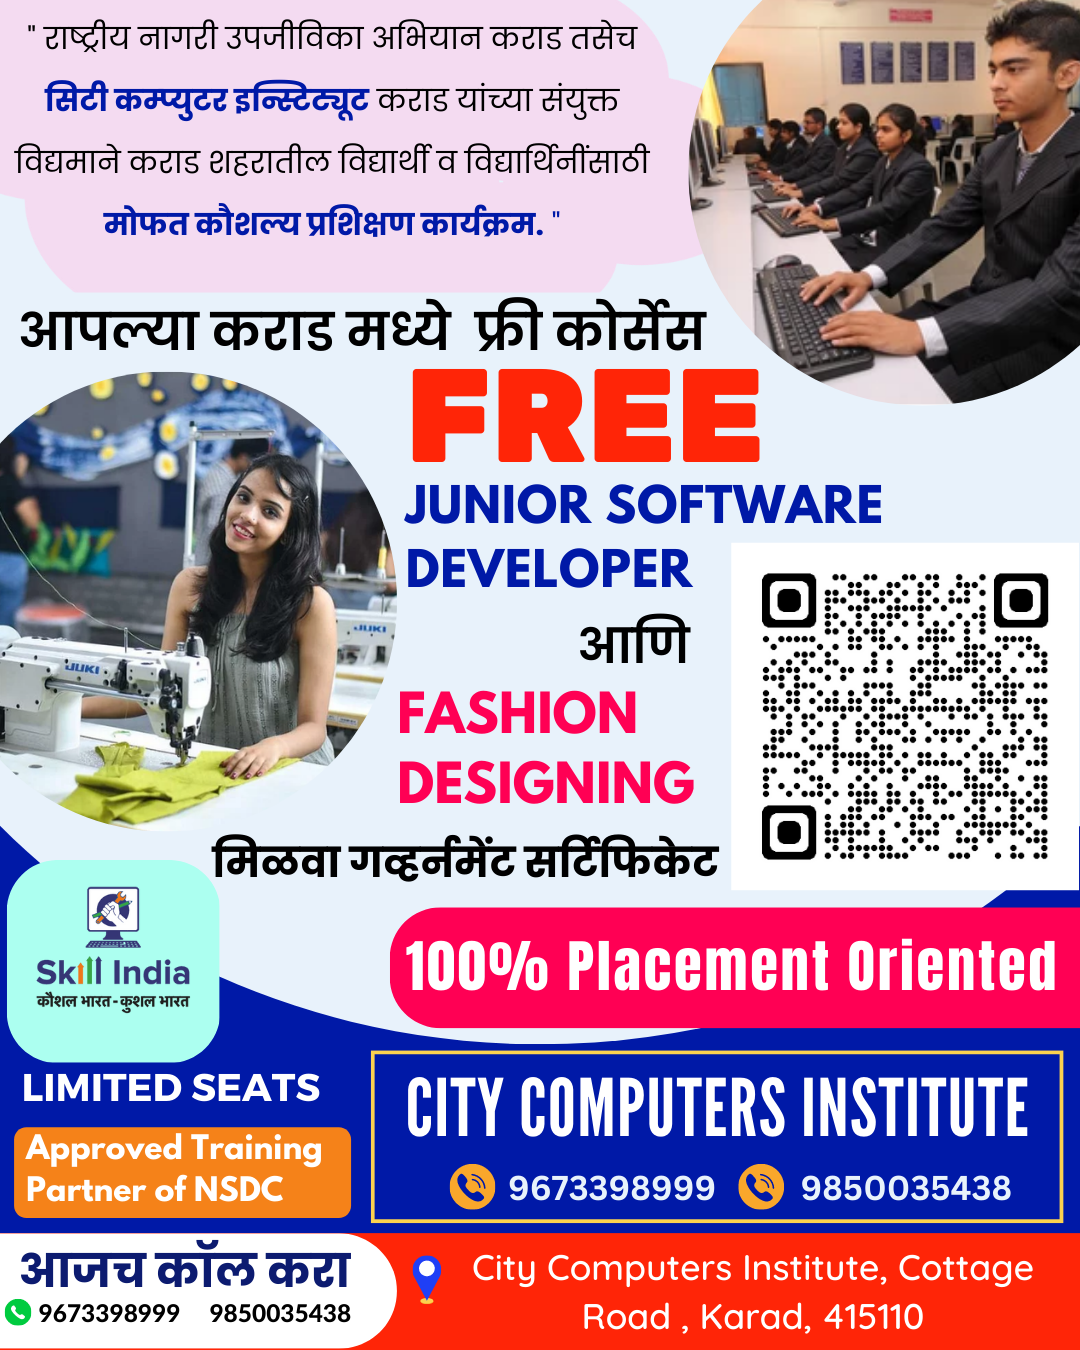 " राष्ट्रीय नागरी उपजीविका अभियान कराड तसेच
सिटी कम्प्युटर इन्स्टिट्यूट कराड यांच्या संयुक्त
विद्यमाने कराड शहरातील विद्यार्थी व विद्यार्थिनींसाठी
मोफत कौशल्य प्रशिक्षण कार्यक्रम. "
आपल्या कराड मध्ये फ्री कोर्सेस
FREE
JUNIOR SOFTWARE
DEVELOPER
आणि
FASHION
DESIGNING
JUKI
JUKI
मिळवा गव्हर्नमेंट सर्टिफिकेट
Skill India
कौशल भारत - कुशल भारत
100% Placement Oriented
LIMITED SEATS
Approved Training
Partner of NSDC
CITY COMPUTERS INSTITUTE
9673398999 9850035438
आजच कॉल करा
9673398999 9850035438
City Computers Institute, Cottage
Road , Karad, 415110